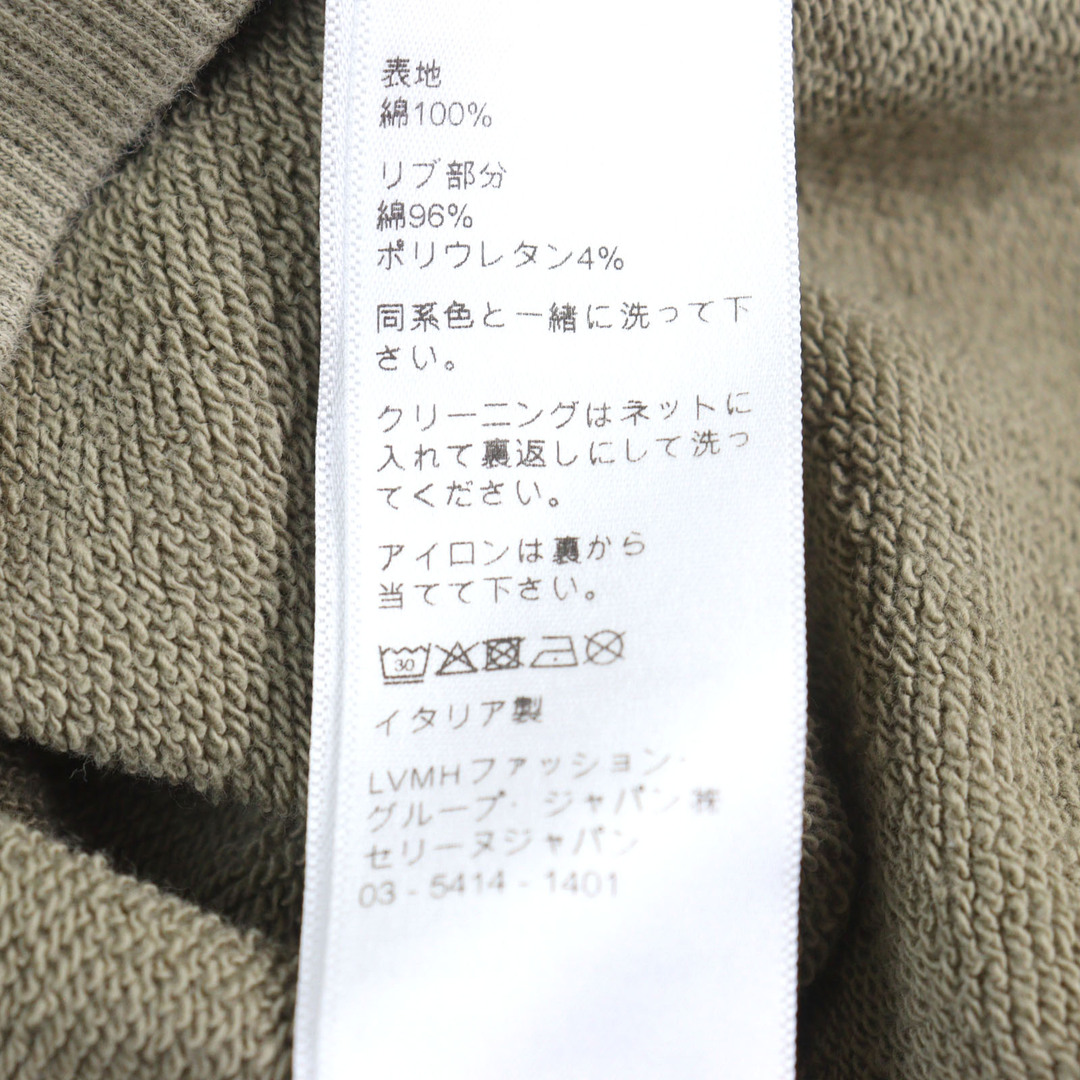 表地
綿100%
リブ部分
綿96%
ポリウレタン4%
同系色と一緒に洗って下
さい。
クリーニングはネットに
入れて裏返しにして洗っ
てください。
アイロンは裏から
当てて下さい。
30
イタリア製
LVMHファッション・
グループ・ジャパン株
セリーヌジャパン
03-5414-1401